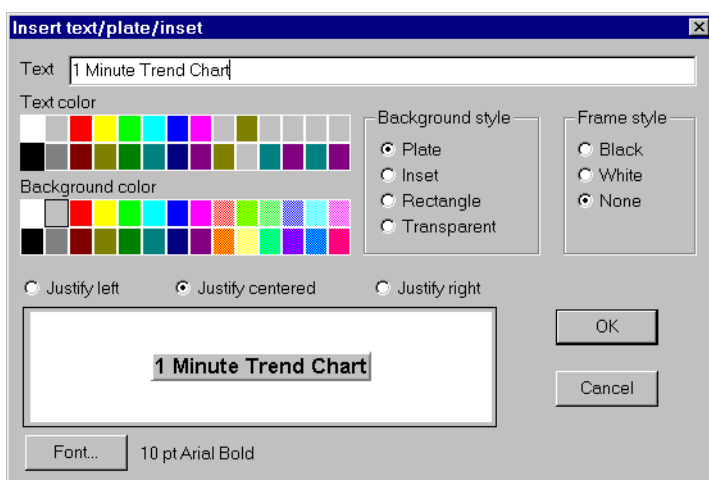 Insert text/plate/inset
Text 1 Minute Trend Chart
Text color
Background style
Frame style
Plate
Black
Inset
White
Background color
Rectangle
None
Transparent
Justify left
Justify centered
Justify right
OK
1 Minute Trend Chart
Cancel
Font...
10 pt Arial Bold